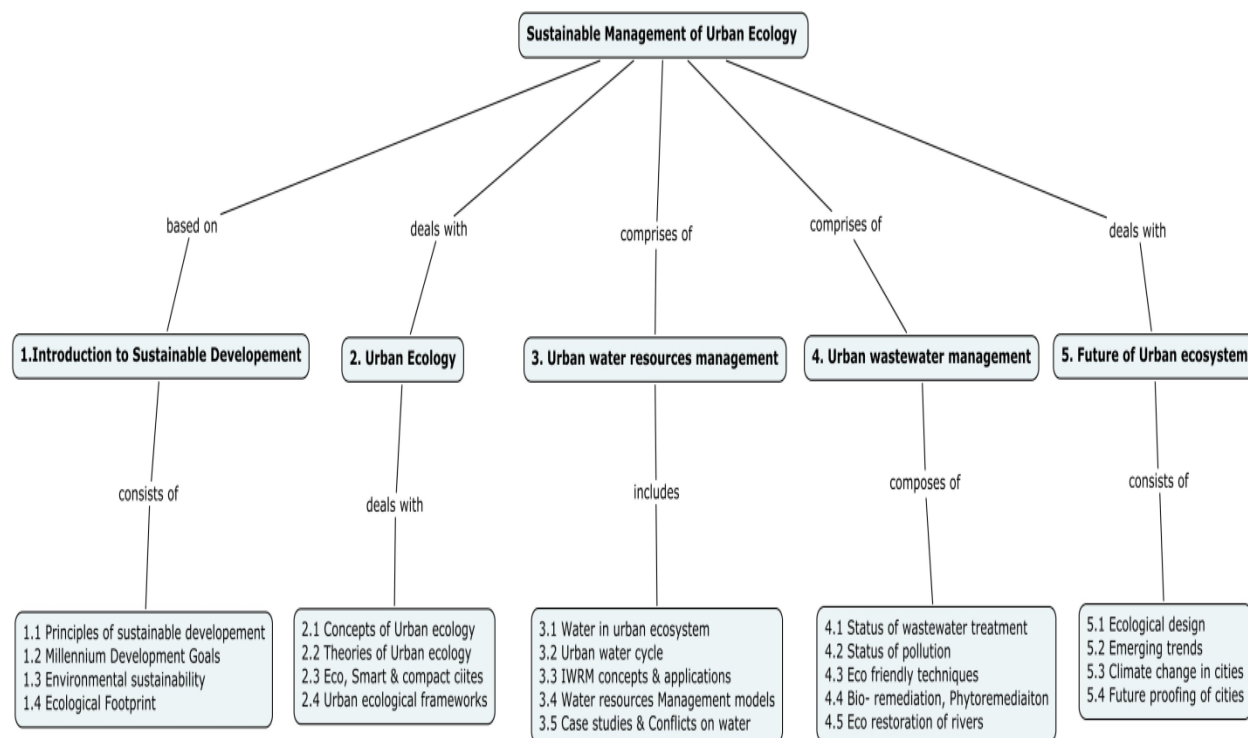 Sustainable Management of Urban Ecology
based on
deals with
comprises of
comprises of
deals with
1.Introduction to Sustainable Developement
2. Urban Ecology
3. Urban water resources management
4. Urban wastewater management
5. Future of Urban ecosystem
consists of
deals with
includes
composes of
consists of
1.1 Principles of sustainable developement
1.2 Millennium Development Goals
1.3 Environmental sustainability
1.4 Ecological Footprint
2.1 Concepts of Urban ecology
2.2 Theories of Urban ecology
2.3 Eco, Smart & compact ciites
2.4 Urban ecological frameworks
3.1 Water in urban ecosystem
3.2 Urban water cycle
3.3 IWRM concepts & applications
3.4 Water resources Management models
3.5 Case studies & Conflicts on water
4.1 Status of wastewater treatment
4.2 Status of pollution
4.3 Eco friendly techniques
4.4 Bio- remediation, Phytoremediaiton
4.5 Eco restoration of rivers
5.1 Ecological design
5.2 Emerging trends
5.3 Climate change in cities
5.4 Future proofing of cities